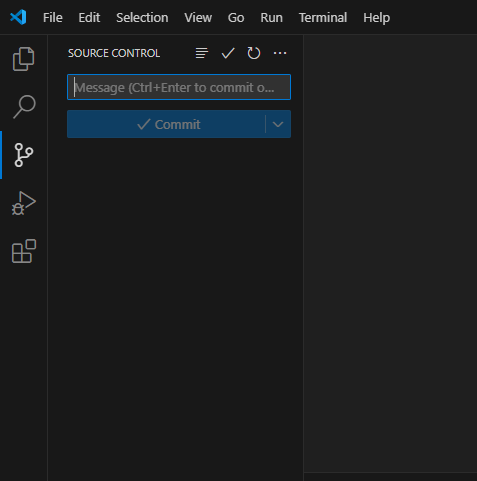 File Edit Selection View Go Run Terminal Help
SOURCE CONTROL
Message (Ctrl+Enter to commit o...
Commit